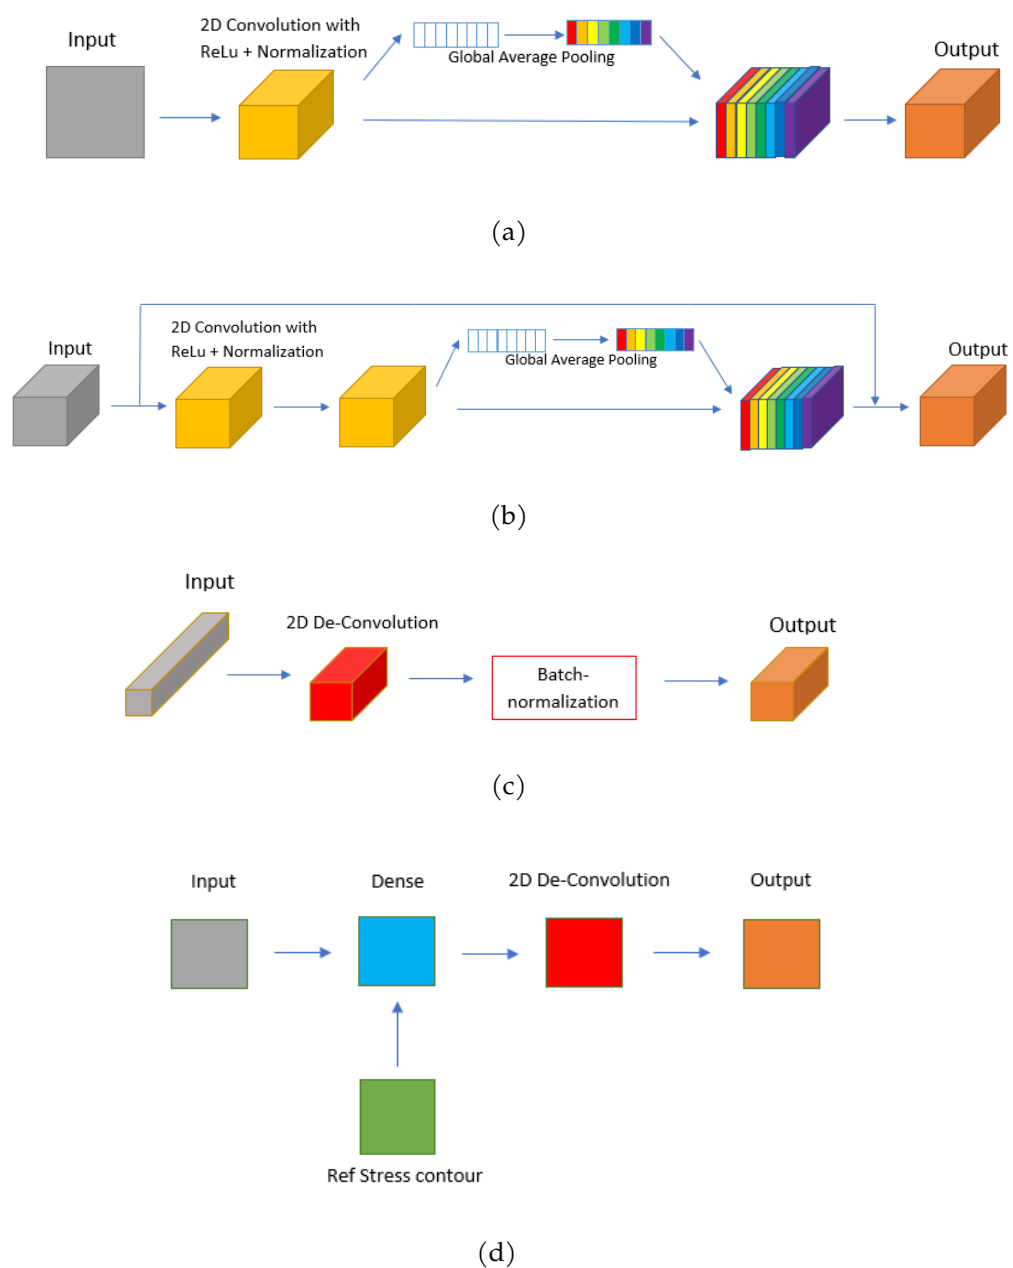 Input
2D Convolution with
ReLu + Normalization
Global Average Pooling
Output
(a)
Input
2D Convolution with
ReLu + Normalization
Global Average Pooling
Output
(b)
Input
2D De-Convolution
Batch-
normalization
Output
(c)
Input
Dense
2D De-Convolution
Output
Ref Stress contour
(d)